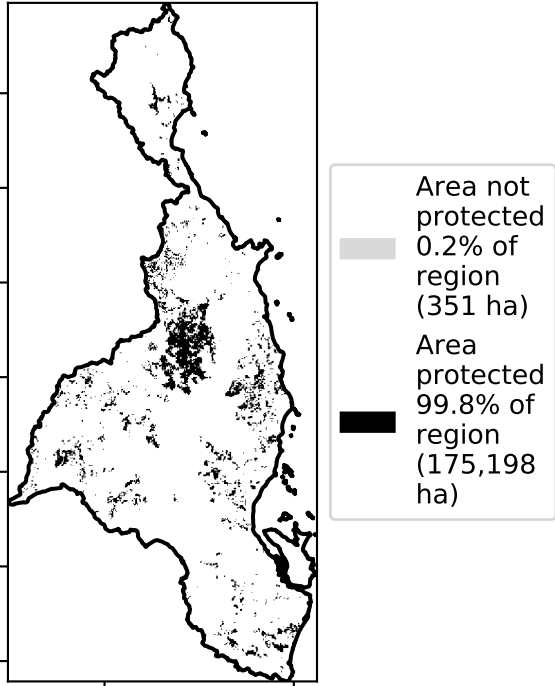 Area not
protected
0.2% of
region
(351 ha)
Area
protected
99.8% of
region
(175,198
ha)